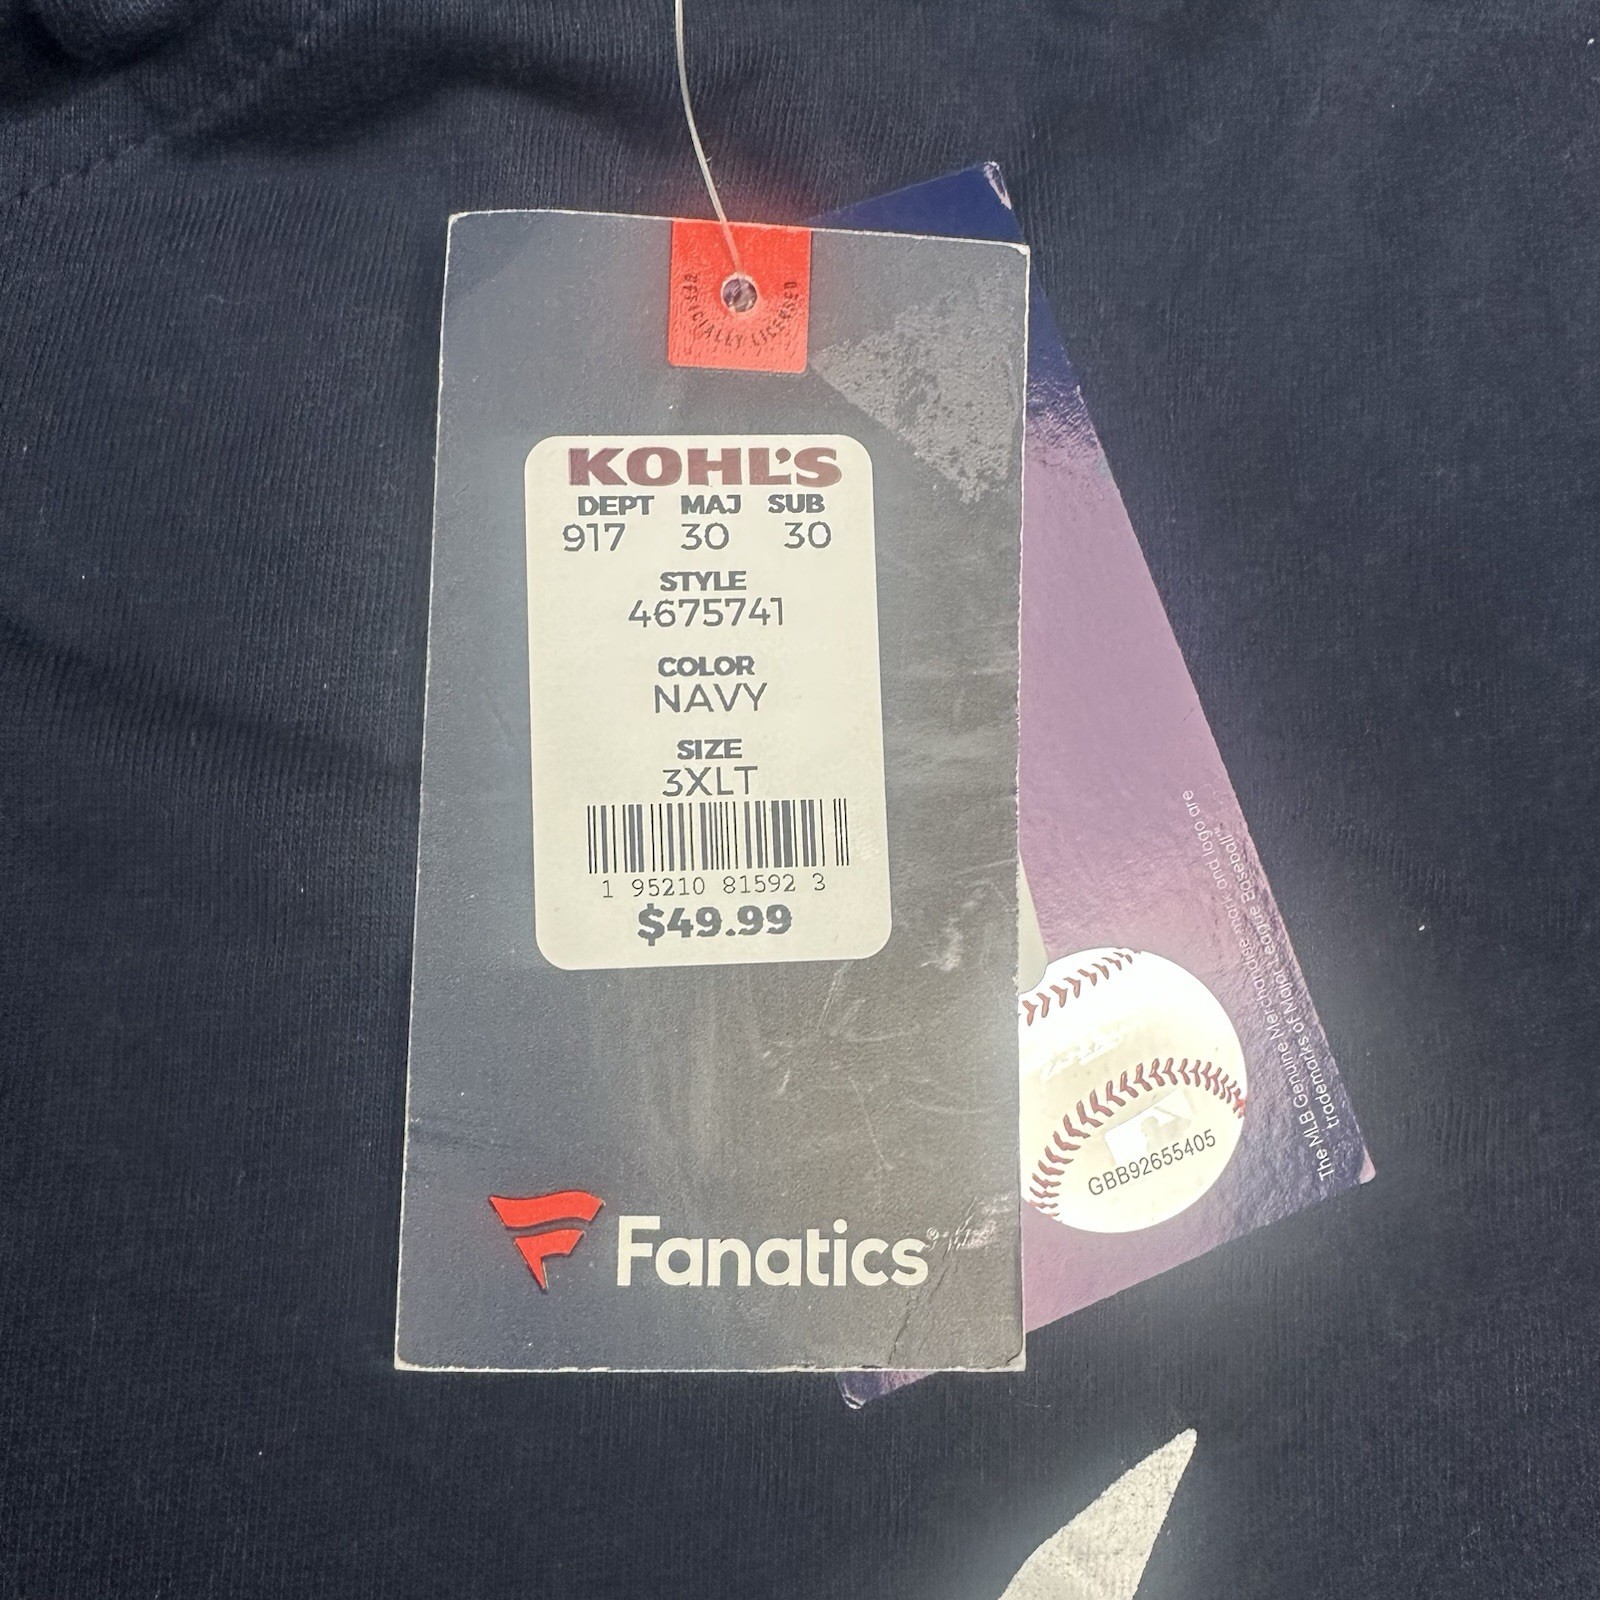 OFFICIALLY LICENSED
KOHL'S
DEPT MAJ SUB
917 30 30
STYLE
4675741
COLOR
NAVY
SIZE
3XLT
1 95210 81592 3
$49.99
Fanatics®
The MLB Genuine Merchandise mark and logo are
trademarks of Major League Baseball™
GBB92655405